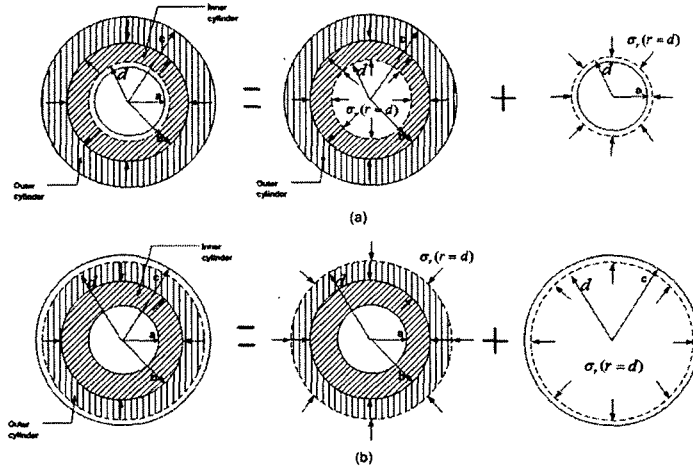 Inner
cylinder
c
d
a
b
Outer
cylinder
=
d
σᵣ(r = d)
Outer
cylinder
+
σᵣ(r = d)
d
(a)
Inner
cylinder
c
d
a
b
Outer
cylinder
=
σᵣ(r = d)
d
a
b
+
d
c
σᵣ(r = d)
(b)